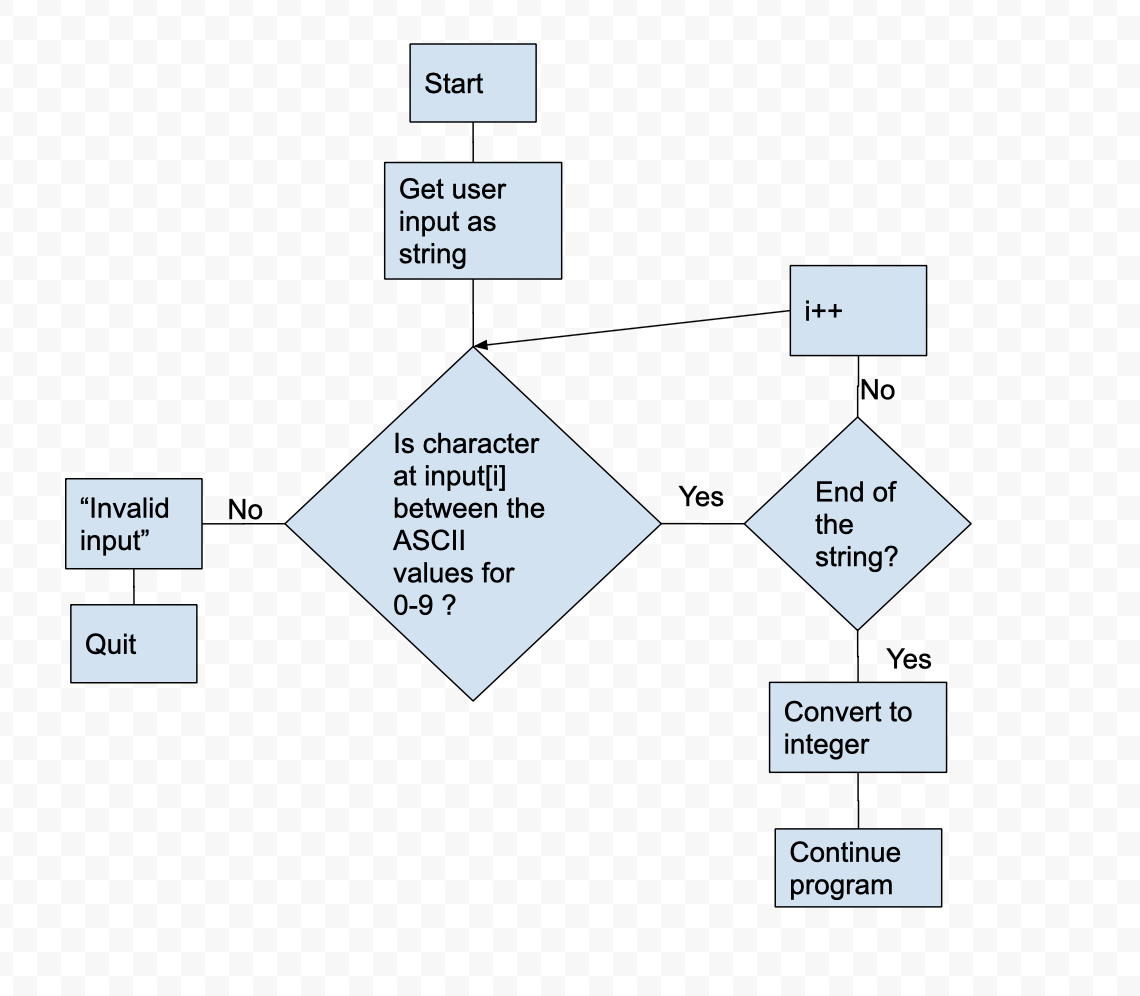 Start
Get user
input as
string
i++
No
Is character
at input[i]
between the
ASCII
values for
0-9 ?
Yes
End of
the
string?
No
“Invalid
input”
Quit
Yes
Convert to
integer
Continue
program